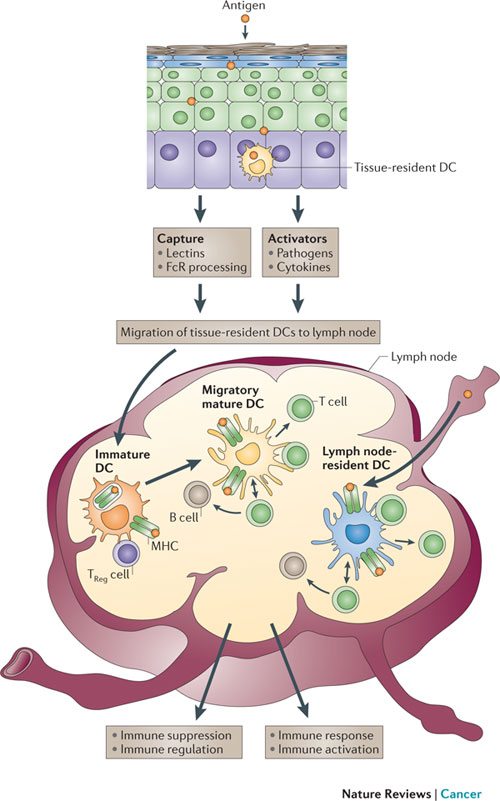 Antigen
Tissue-resident DC
Capture
• Lectins
• FcR processing
Activators
• Pathogens
• Cytokines
Migration of tissue-resident DCs to lymph node
Lymph node
Migratory
mature DC
T cell
Immature
DC
Lymph node-
resident DC
B cell
MHC
TReg cell
• Immune suppression
• Immune regulation
• Immune response
• Immune activation
Nature Reviews | Cancer